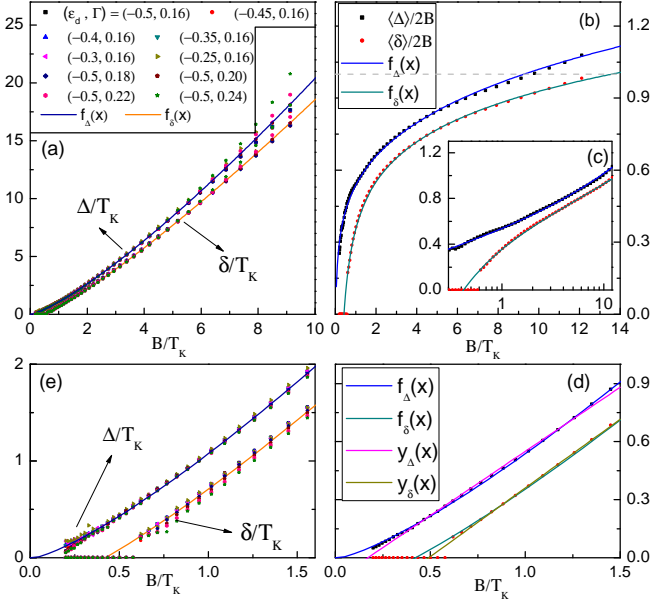 (ε_d , Γ) = (-0.5, 0.16) (-0.45, 0.16)
(-0.4, 0.16) (-0.35, 0.16)
(-0.3, 0.16) (-0.25, 0.16)
(-0.5, 0.18) (-0.5, 0.20)
(-0.5, 0.22) (-0.5, 0.24)
f_Δ(x) f_δ(x)
25
20
15
10
5
0
(a)
Δ/T_K
δ/T_K
0 2 4 6 8 10
B/T_K
(b)
⟨Δ⟩/2B
⟨δ⟩/2B
f_Δ(x)
f_δ(x)
1.2
0.9
0.6
0.3
0.0
0 2 4 6 8 10 12 14
B/T_K
(c)
1.2
0.8
0.4
0.0
1 10
B/T_K
(e)
2
1
0
Δ/T_K
δ/T_K
0.0 0.5 1.0 1.5
B/T_K
(d)
f_Δ(x)
f_δ(x)
y_Δ(x)
y_δ(x)
0.9
0.6
0.3
0.0
0.0 0.5 1.0 1.5
B/T_K